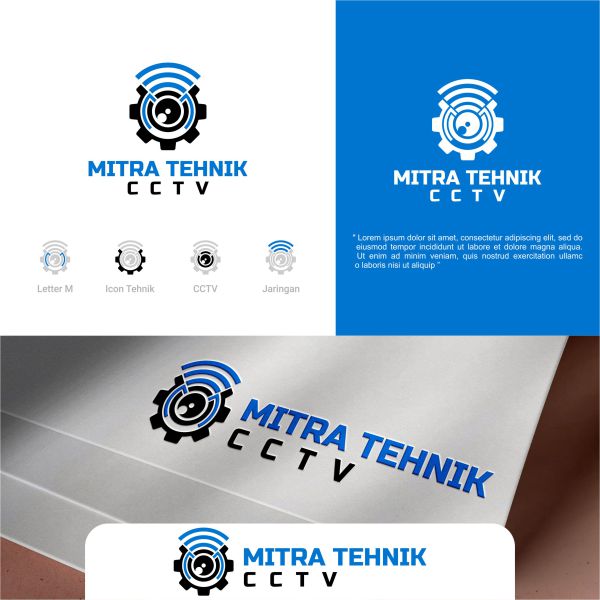 MITRA TEHNIK
CCTV
Letter M
Icon Tehnik
CCTV
Jaringan
MITRA TEHNIK
CCTV
" Lorem ipsum dolor sit amet, consectetur adipiscing elit, sed do
eiusmod tempor incididunt ut labore et dolore magna aliqua.
Ut enim ad minim veniam, quis nostrud exercitation ullamc
o laboris nisi ut aliquip "
MITRA TEHNIK
CCTV
MITRA TEHNIK
CCTV